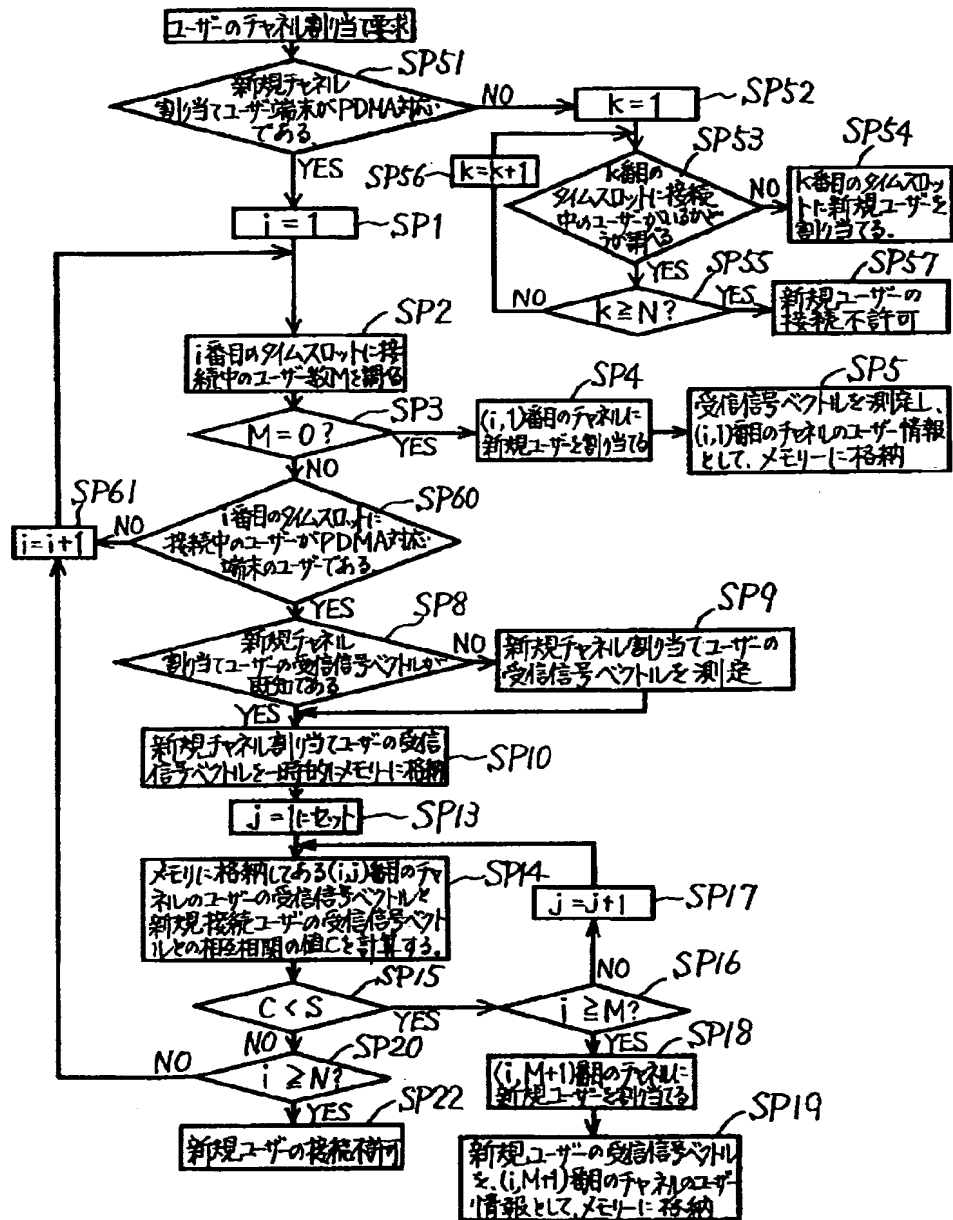 ユーザーのチャネル割り当て要求
SP51
新規チャネル
割り当てユーザー端末がPDMA対応
である。
NO
YES
k=1
SP52
SP53
k番目の
タイムスロットに接続
中のユーザーがいるかど
うか調べる
NO
YES
SP54
k番目のタイムスロッ
トに新規ユーザーを
割り当てる。
SP56
k=k+1
SP55
k≧N?
NO
YES
SP57
新規ユーザーの
接続不許可
i=1
SP1
SP2
i番目のタイムスロットに接
続中のユーザー数Mを調べる
SP3
M=0?
YES
NO
SP4
(i,1)番目のチャネルに
新規ユーザーを割り当てる
SP5
受信信号ベクトルを測定し、
(i,1)番目のチャネルのユーザー情報
として、メモリーに格納
SP61
i=i+1
NO
SP60
i番目のタイムスロットに
接続中のユーザーがPDMA対応
端末のユーザーである。
YES
SP8
新規チャネル
割り当てユーザーの受信信号ベクトルが
既知である
NO
YES
SP9
新規チャネル割り当てユーザーの
受信信号ベクトルを測定
新規チャネル割り当てユーザーの受信
信号ベクトルを一時的にメモリーに格納
SP10
j=1にセット
SP13
メモリに格納してある(i,j)番目のチャ
ネルのユーザーの受信信号ベクトルと
新規接続ユーザーの受信信号ベク
トルとの相互相関の値Cを計算する。
SP14
j=j+1
SP17
SP15
C<S
YES
NO
NO
SP16
j≧M?
YES
SP20
i≧N?
NO
YES
SP18
(i,M+1)番目のチャネルに
新規ユーザーを割り当てる
SP22
新規ユーザーの接続不許可
SP19
新規ユーザーの受信信号ベクトル
を、(i,M+1)番目のチャネルのユーザー
情報として、メモリーに格納